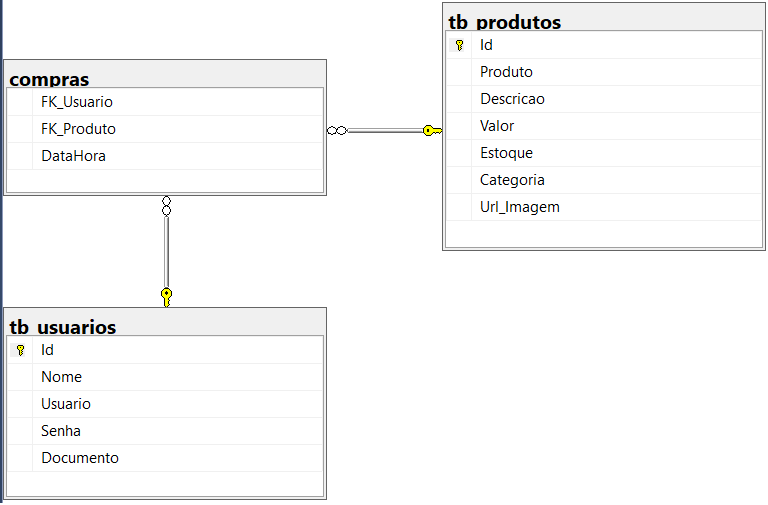 compras
FK_Usuario
FK_Produto
DataHora
tb_produtos
Id
Produto
Descricao
Valor
Estoque
Categoria
Url_Imagem
tb_usuarios
Id
Nome
Usuario
Senha
Documento